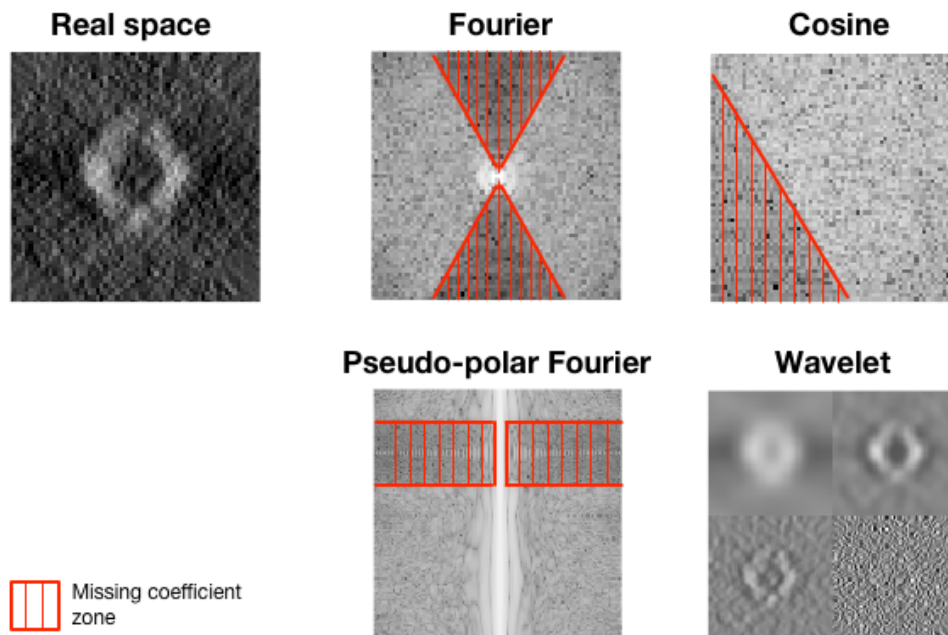 Real space
Fourier
Cosine
Pseudo-polar Fourier
Wavelet
Missing coefficient
zone